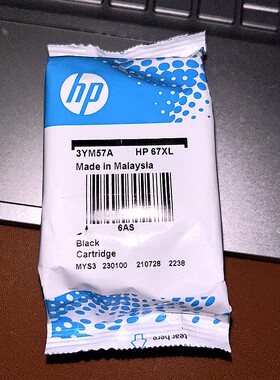 hp
3YM57A HP 67XL
Made in Malaysia
6AS
Black
Cartridge
MYS3 230100 210728 2238
tear here